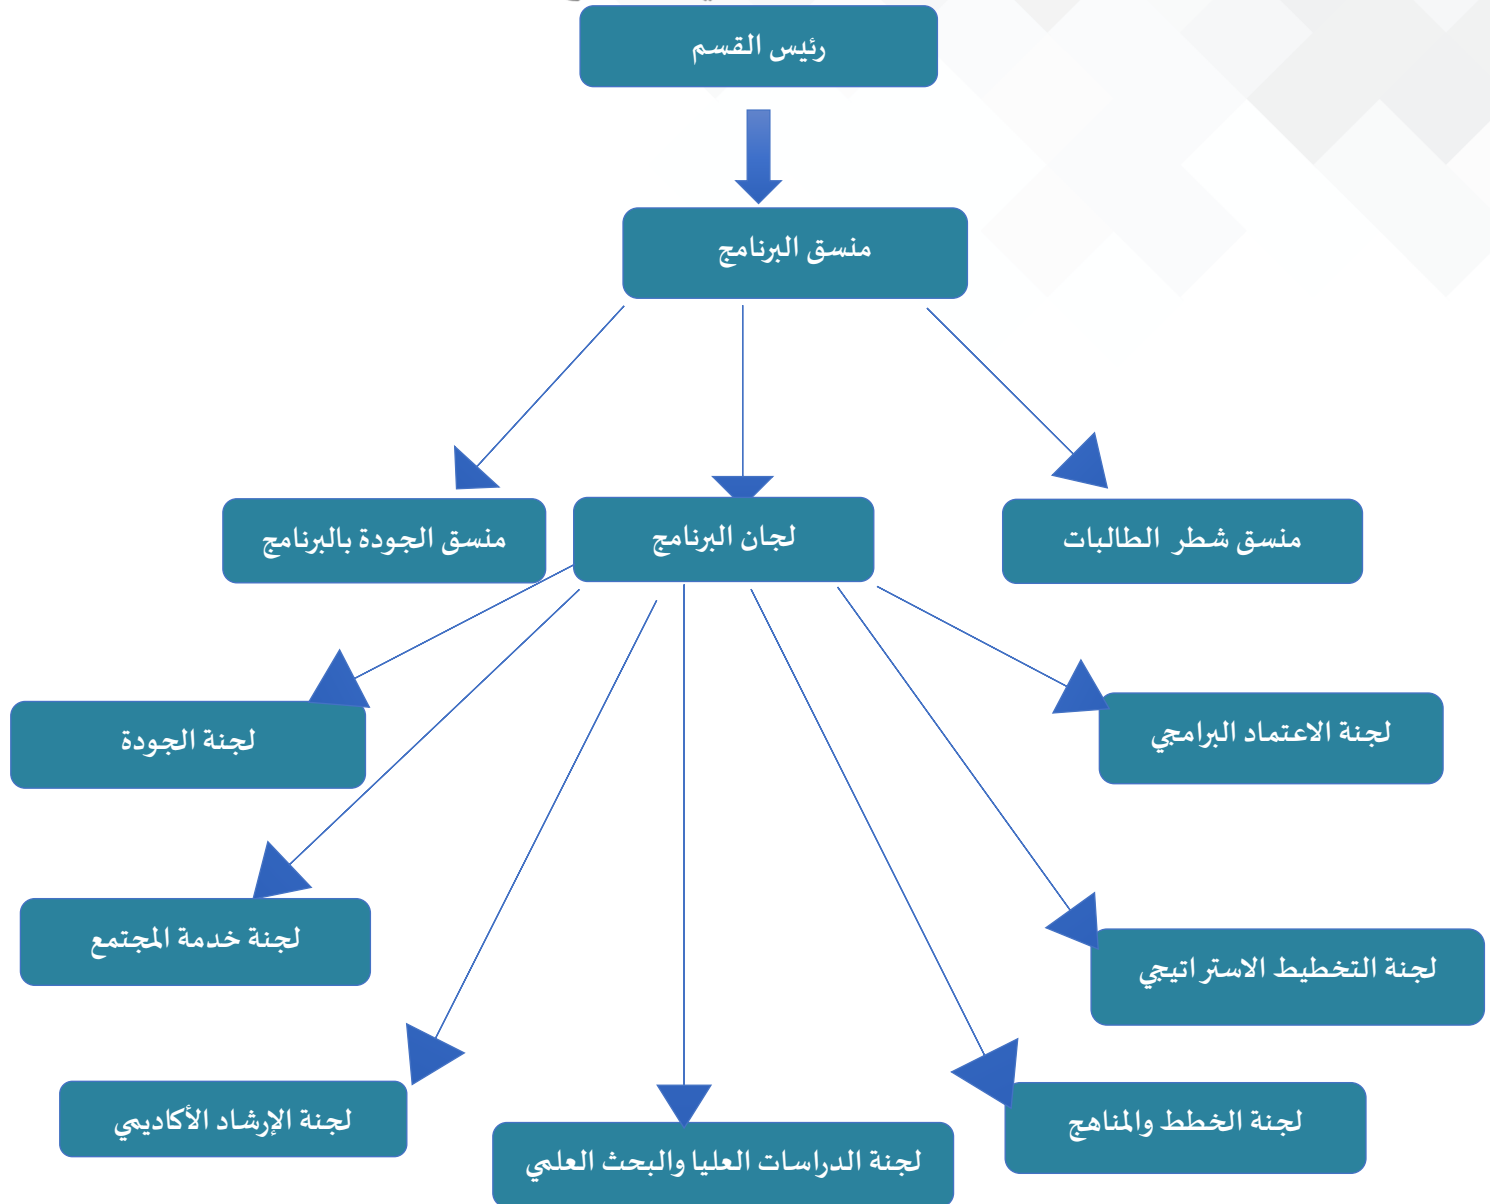 رئيس القسم
منسق البرنامج
منسق شطر الطالبات
لجان البرنامج
منسق الجودة بالبرنامج
لجنة الاعتماد البرامجي
لجنة الجودة
لجنة التخطيط الاستراتيجي
لجنة خدمة المجتمع
لجنة الخطط والمناهج
لجنة الدراسات العليا والبحث العلمي
لجنة الإرشاد الأكاديمي